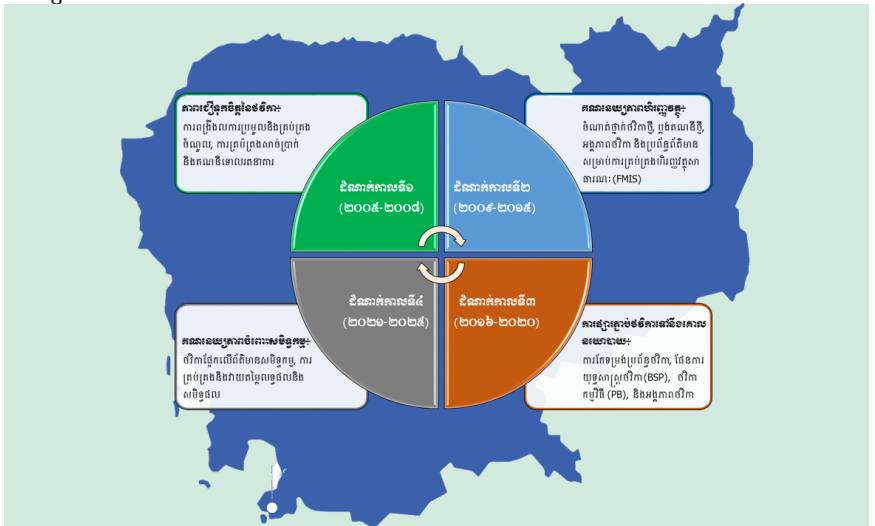 ភាពជឿទុកចិត្តនៃថវិកា÷
ការពង្រឹងលការប្រមូលនិងគ្រប់គ្រង
ចំណូល, ការគ្រប់គ្រងសាច់ប្រាក់
និងគណនីទោលរតនាគារ
គណនេយ្យភាពហិរញ្ញវត្ថុ÷
ចំណាត់ថ្នាក់ថវិកាថ្មី, ប្លង់គណនីថ្មី,
អង្គភាពថវិកា និងប្រព័ន្ធព័ត៌មាន
សម្រាប់ការគ្រប់គ្រងហិរញ្ញវត្ថុសា
ធារណៈ (FMIS)
ដំណាក់កាលទី១
(២០០៥-២០០៨)
ដំណាក់កាលទី២
(២០០៩-២០១៥)
ដំណាក់កាលទី៤
(២០២១-២០២៥)
ដំណាក់កាលទី៣
(២០១៦-២០២០)
គណនេយ្យភាពចំពោះសមិទ្ធកម្ម÷
ថវិកាផ្អែកលើព័ត៌មានសមិទ្ធកម្ម, ការ
គ្រប់គ្រងនិងវាយតម្លៃលទ្ធផលនិង
សមិទ្ធផល
ការផ្សារភ្ជាប់ថវិកាទៅនឹងគោល
នយោបាយ÷
ការកែទម្រង់ប្រព័ន្ធថវិកា, ផែនការ
យុទ្ធសាស្ត្រថវិកា(BSP), ថវិកា
កម្មវិធី (PB), និងអង្គភាពថវិកា